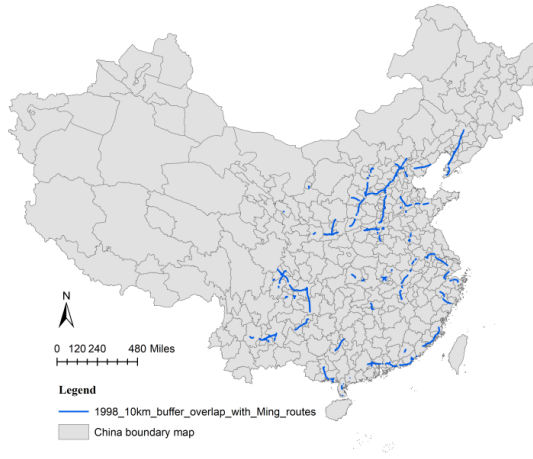 N
0 120 240 480 Miles
Legend
1998_10km_buffer_overlap_with_Ming_routes
China boundary map